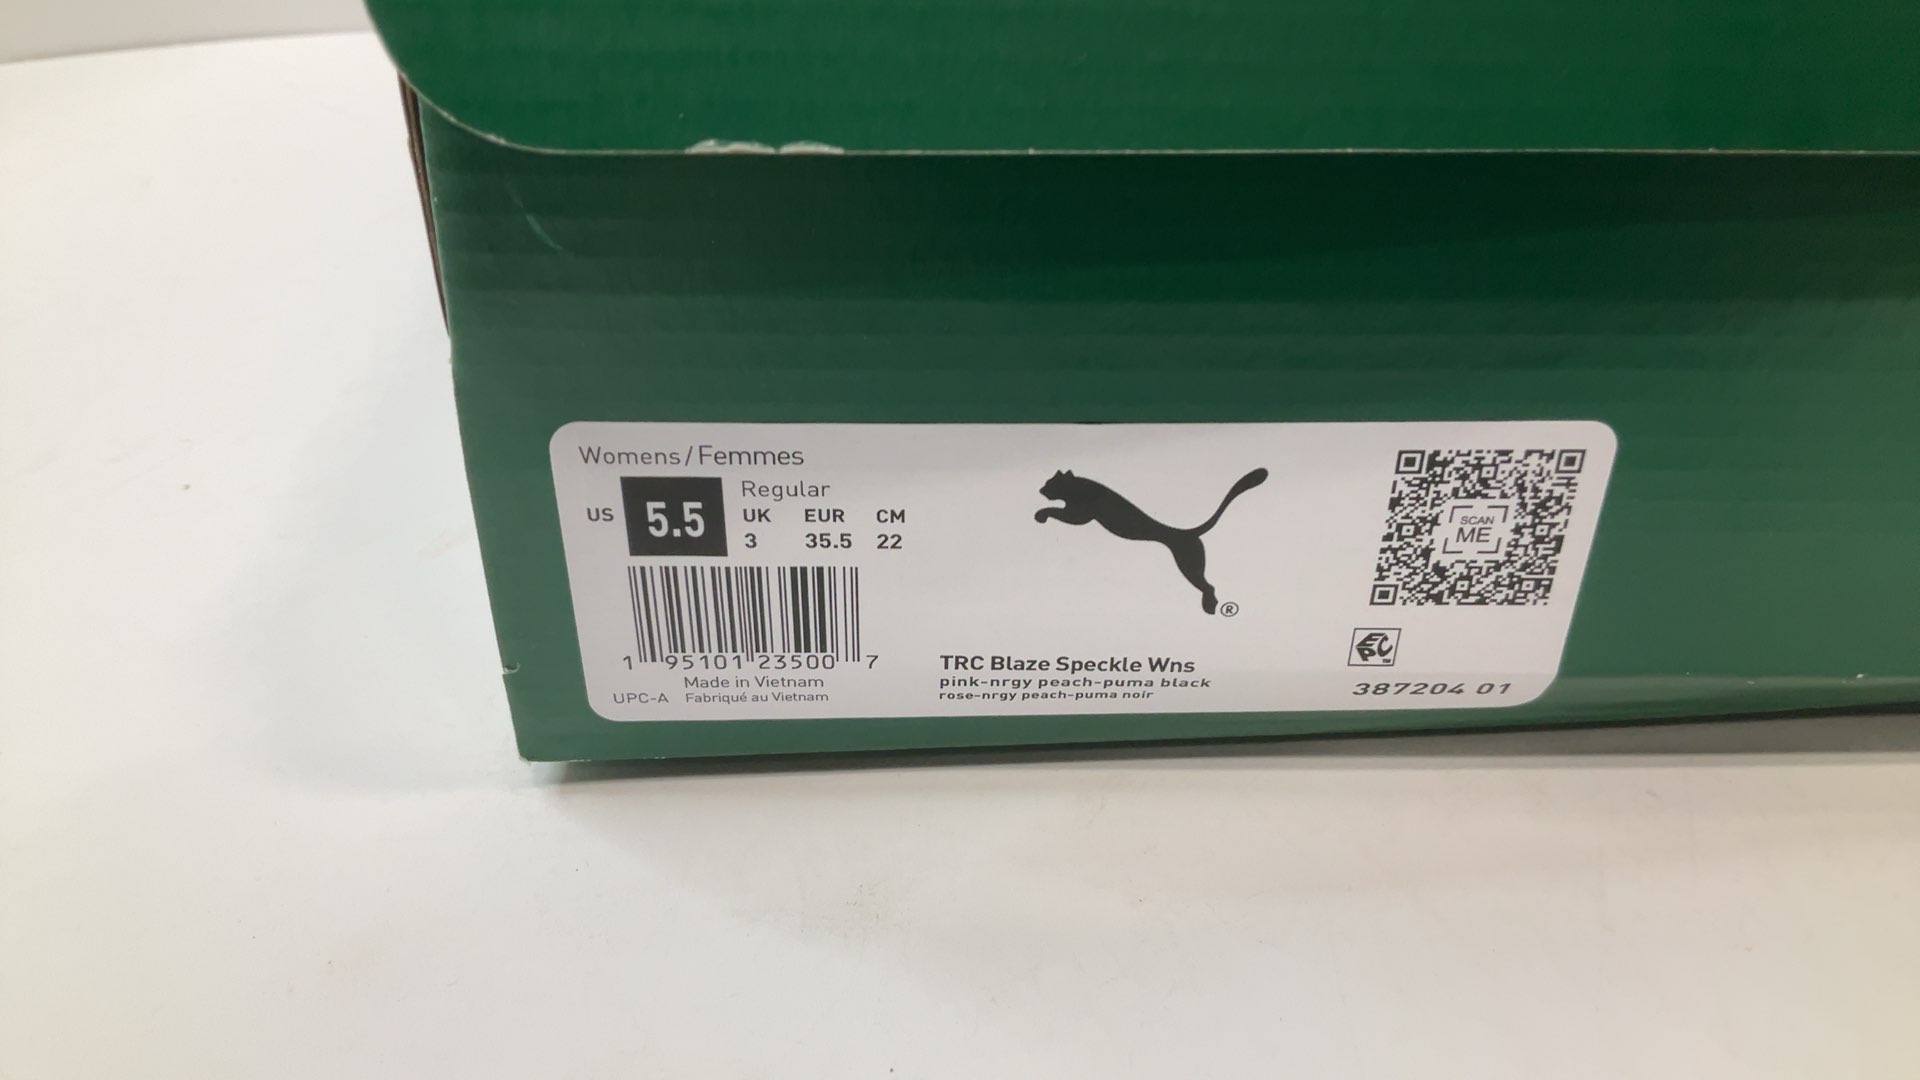 Womens/Femmes
US 5.5
Regular
UK EUR CM
3 35.5 22
1 95101 23500 7
Made in Vietnam
UPC-A Fabriqué au Vietnam
®
TRC Blaze Speckle Wns
pink-nrgy peach-puma black
rose-nrgy peach-puma noir
SCAN
ME
EPC™
387204 01